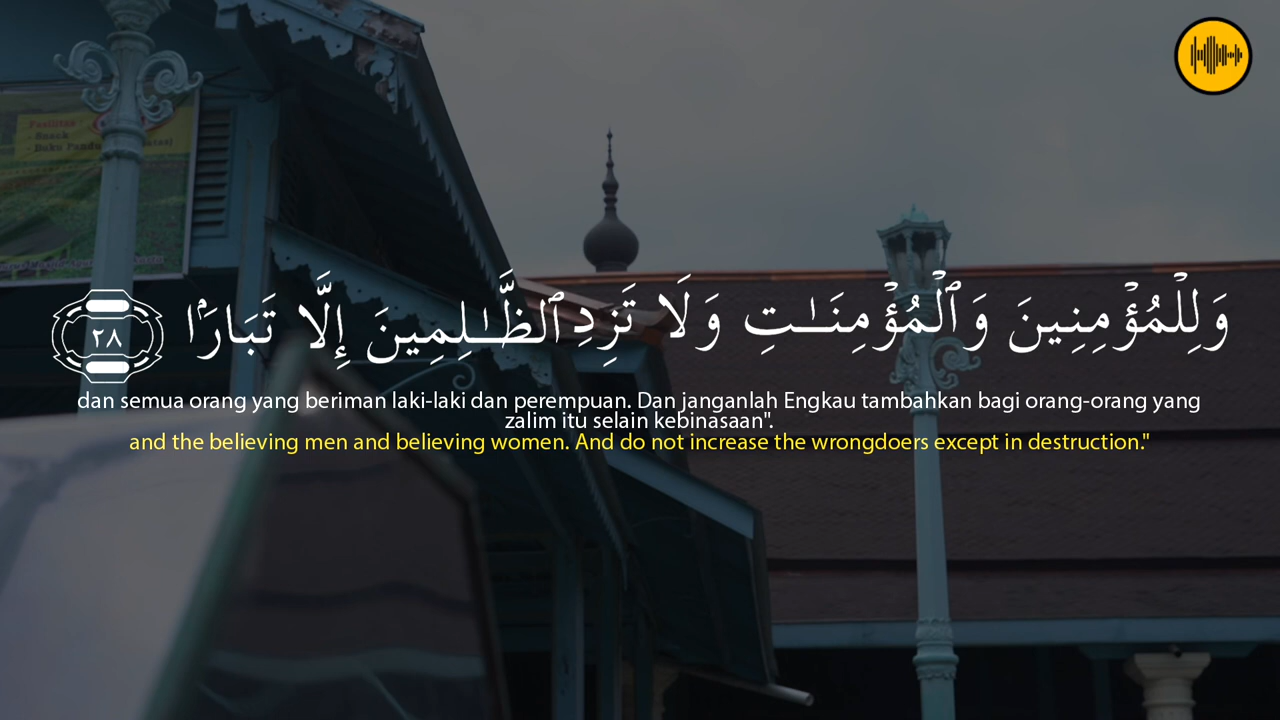 Fasilitas
- Snack
وَلِلْمُؤْمِنِينَ وَٱلْمُؤْمِنَـٰتِ وَلَا تَزِدِ ٱلظَّـٰلِمِينَ إِلَّا تَبَارًۢا ٢٨
dan semua orang yang beriman laki-laki dan perempuan. Dan janganlah Engkau tambahkan bagi orang-orang yang
zalim itu selain kebinasaan".
and the believing men and believing women. And do not increase the wrongdoers except in destruction."